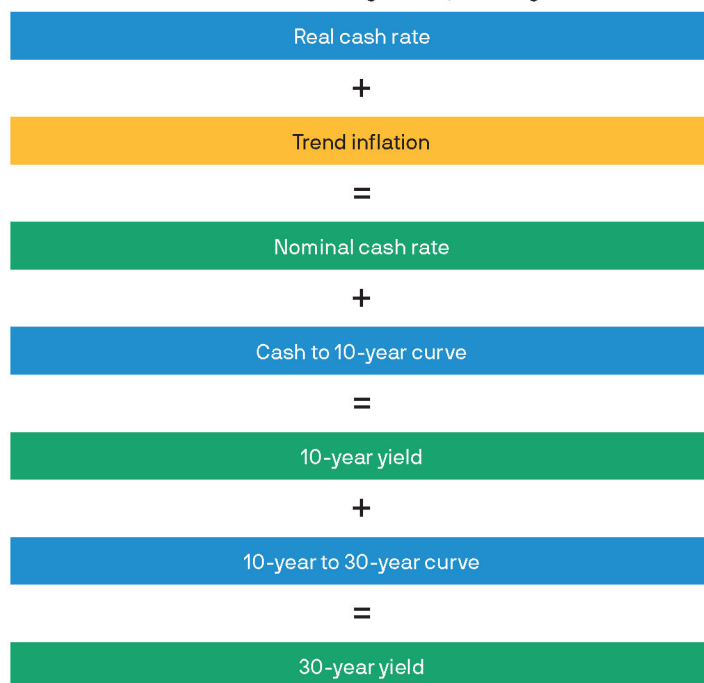 Real cash rate
+
Trend inflation
=
Nominal cash rate
+
Cash to 10-year curve
=
10-year yield
+
10-year to 30-year curve
=
30-year yield